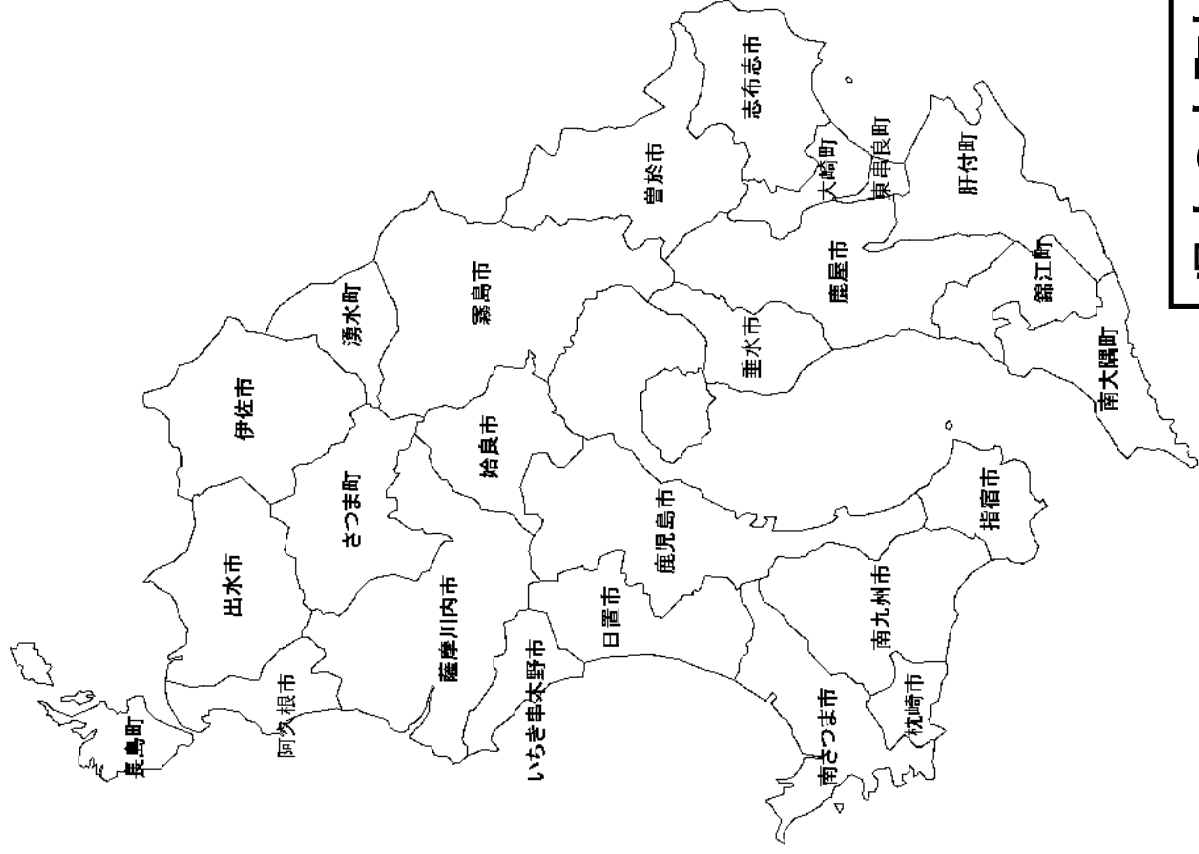 長島町
阿久根市
出水市
伊佐市
湧水町
さつま町
薩摩川内市
いちき串木野市
姶良市
霧島市
曽於市
志布志市
大崎町
東串良町
肝付町
鹿屋市
垂水市
錦江町
南大隅町
鹿児島市
日置市
南さつま市
枕崎市
南九州市
指宿市